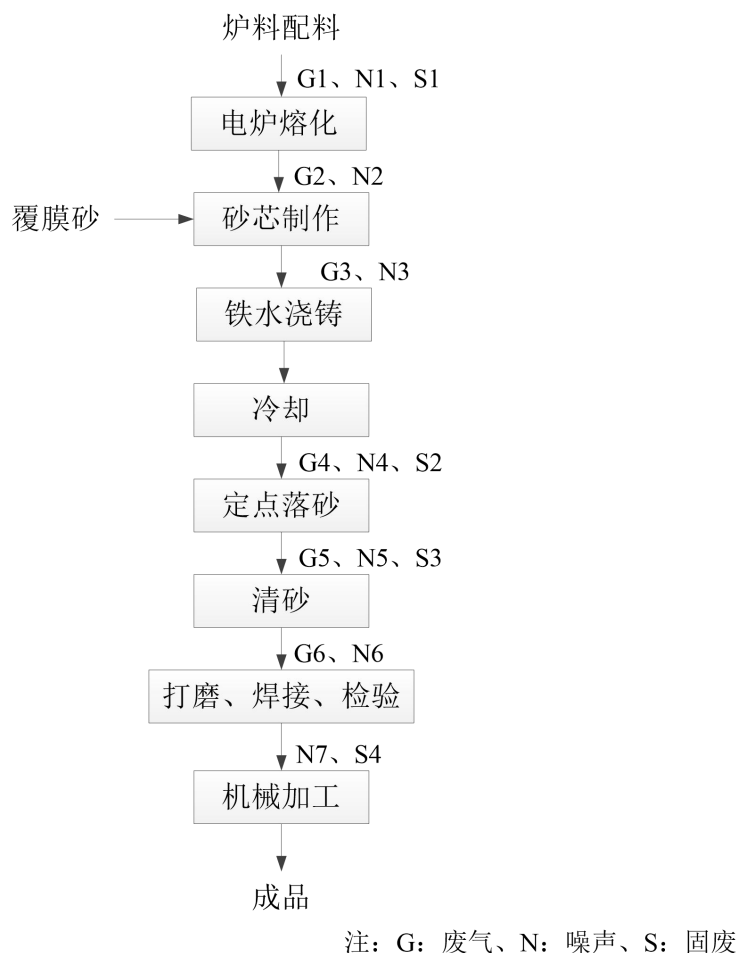 炉料配料
G1、N1、S1
电炉熔化
G2、N2
覆膜砂
砂芯制作
G3、N3
铁水浇铸
冷却
G4、N4、S2
定点落砂
G5、N5、S3
清砂
G6、N6
打磨、焊接、检验
N7、S4
机械加工
成品
注：G：废气、N：噪声、S：固废